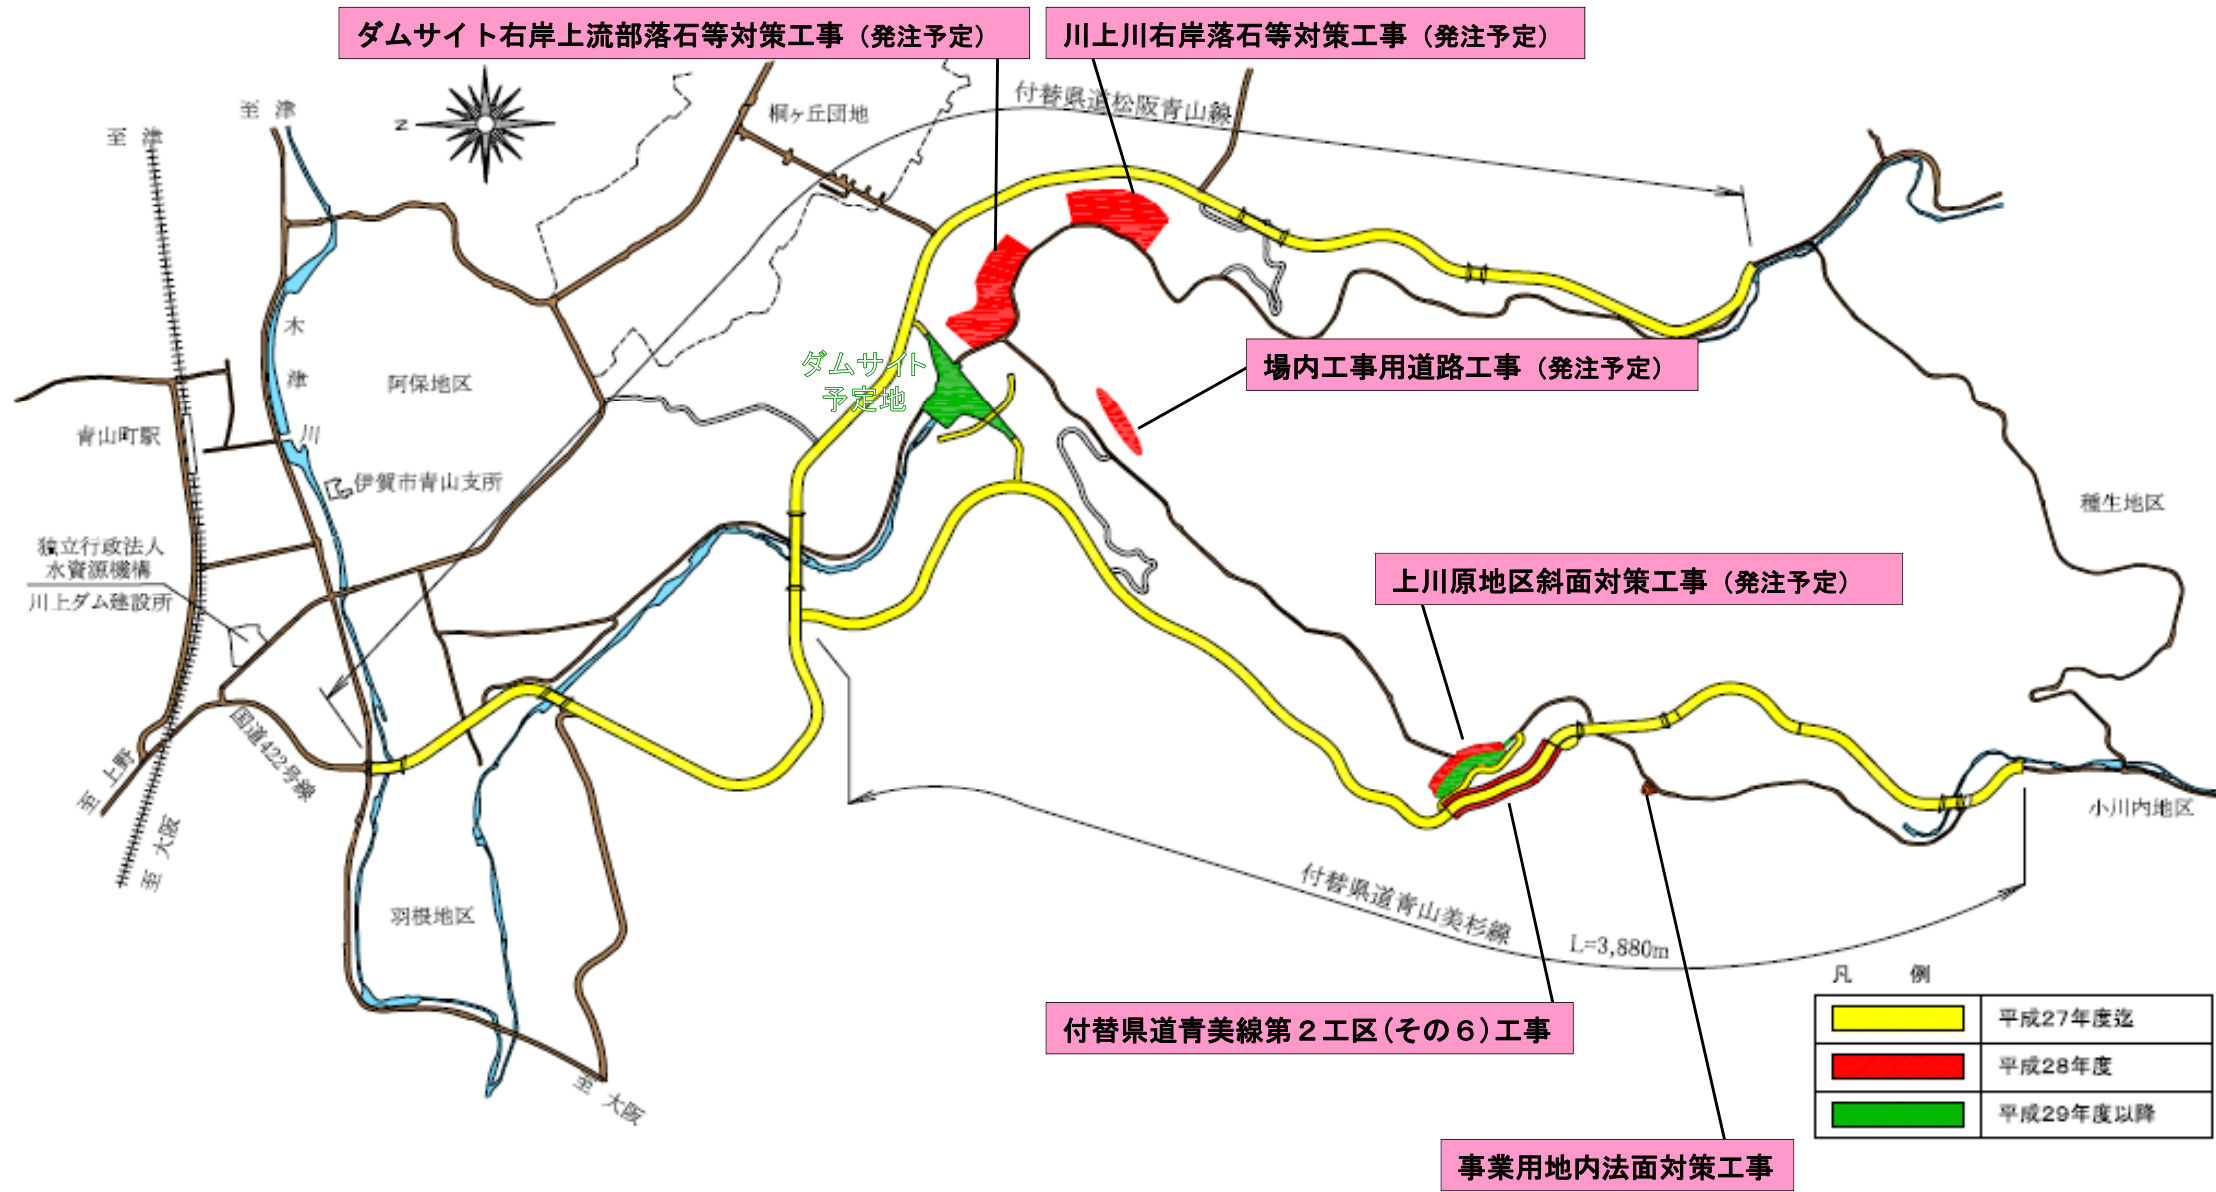 ダムサイト右岸上流部落石等対策工事（発注予定）
川上川右岸落石等対策工事（発注予定）
付替県道松阪青山線
至 津
至 津
桐ヶ丘団地
N
木津川
阿保地区
ダムサイト
予定地
場内工事用道路工事（発注予定）
青山町駅
伊賀市青山支所
種生地区
独立行政法人
水資源機構
川上ダム建設所
上川原地区斜面対策工事（発注予定）
国道422号線
至 上野
至 大阪
小川内地区
羽根地区
付替県道青山美杉線
L=3,880m
付替県道青美線第２工区（その６）工事
至 大阪
事業用地内法面対策工事
凡 例
平成27年度迄
平成28年度
平成29年度以降